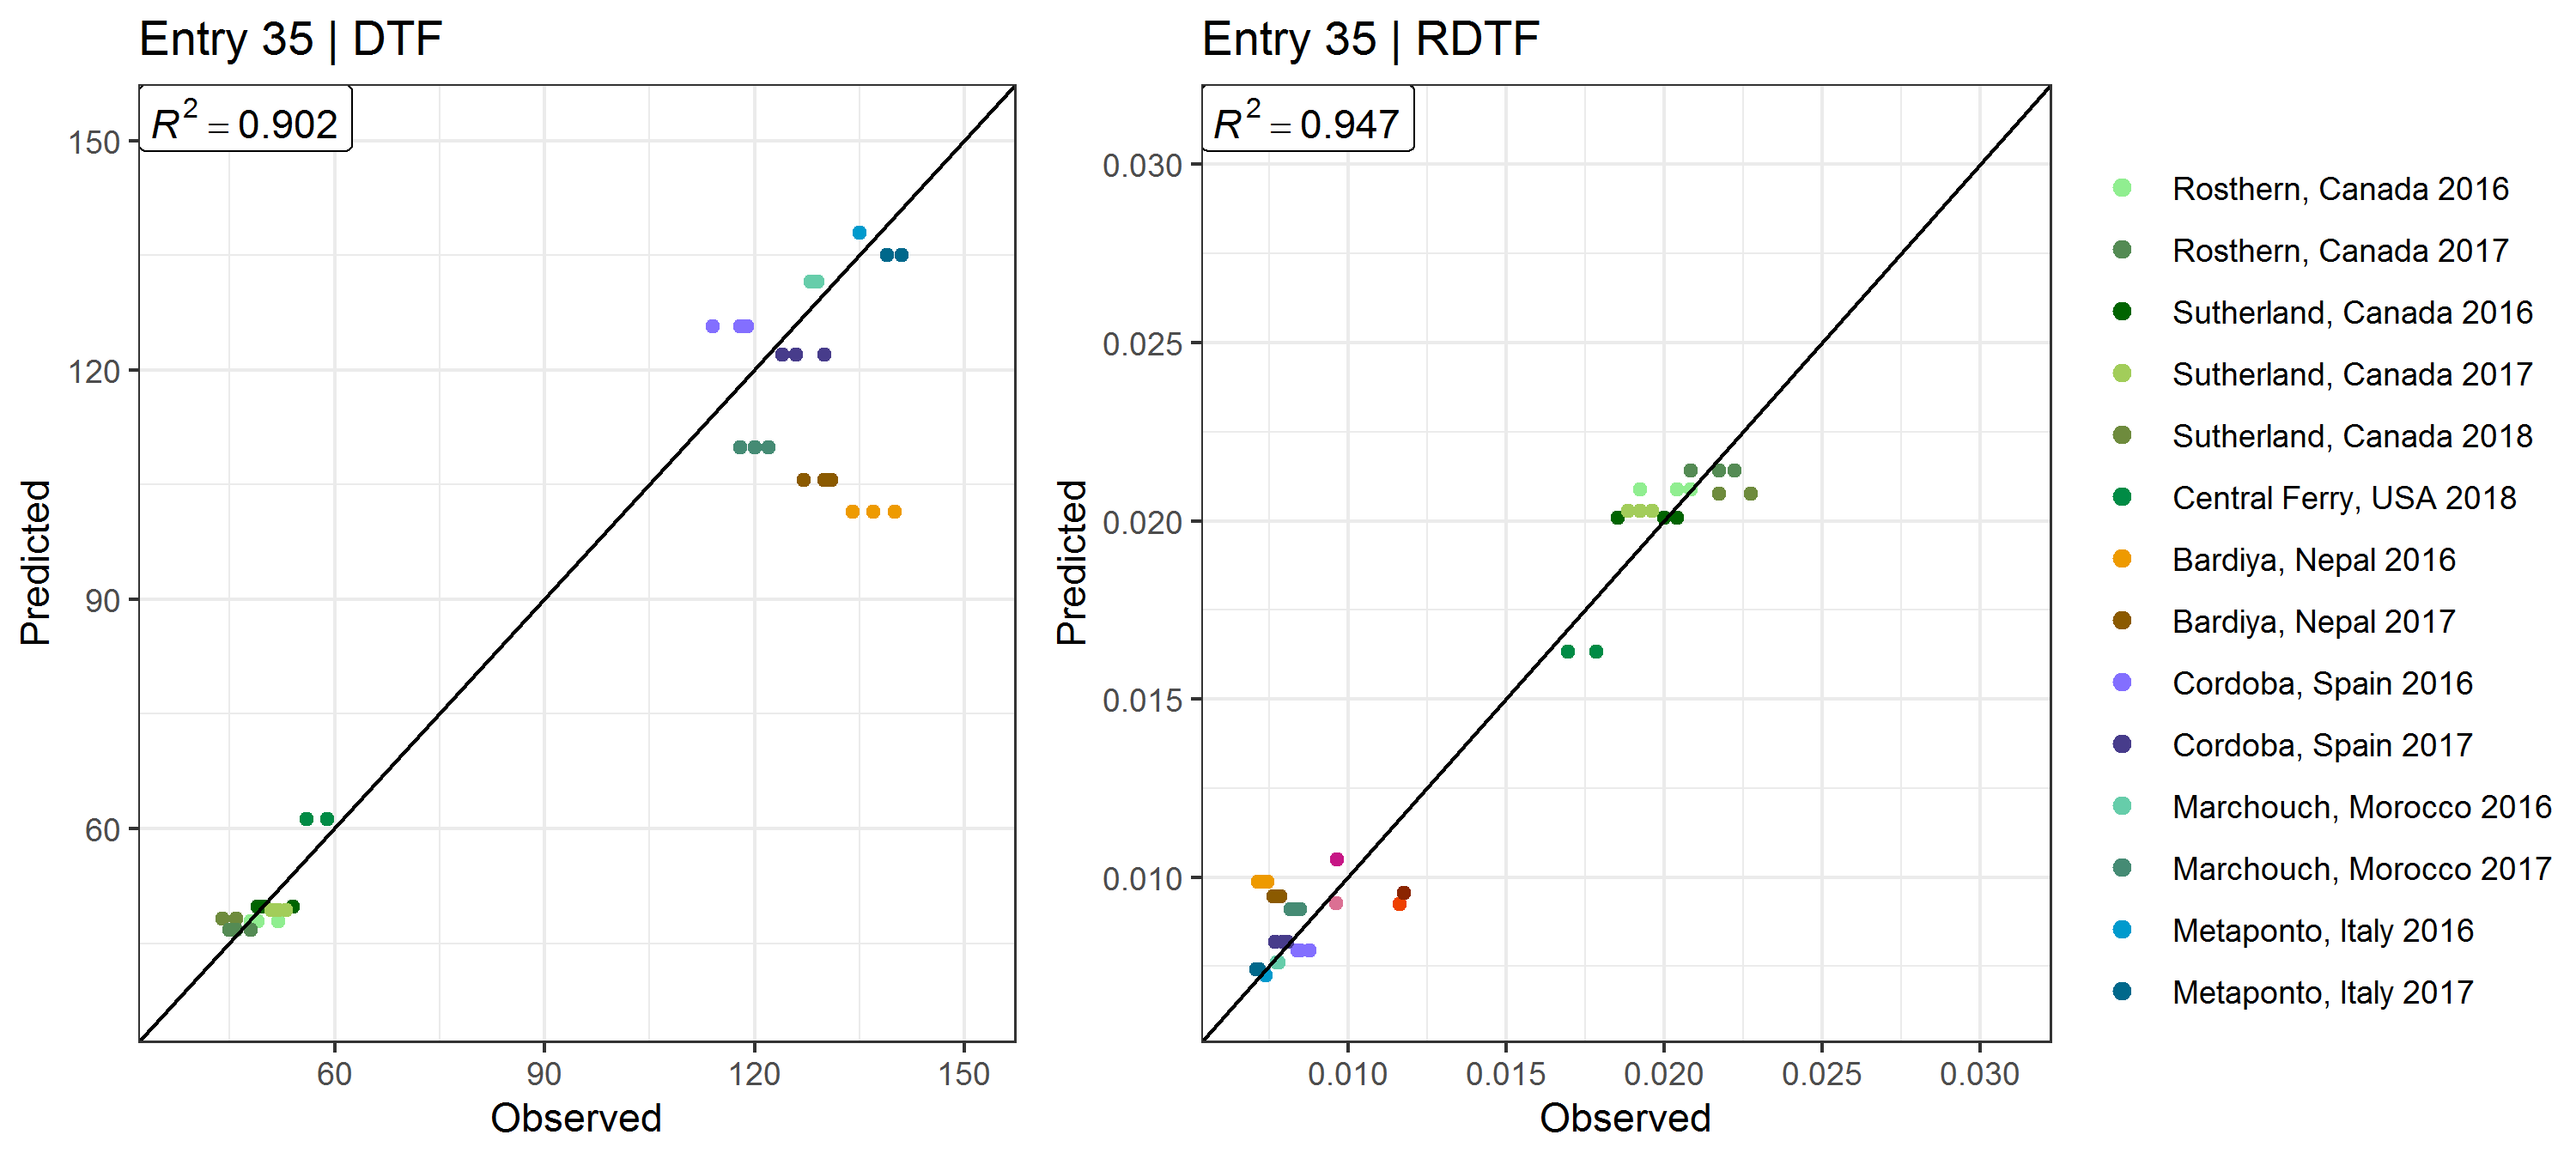 Entry 35 | DTF
R² = 0.902
150
120
90
60
Predicted
60 90 120 150
Observed
Entry 35 | RDTF
R² = 0.947
0.030
0.025
0.020
0.015
0.010
Predicted
0.010 0.015 0.020 0.025 0.030
Observed
Rosthern, Canada 2016
Rosthern, Canada 2017
Sutherland, Canada 2016
Sutherland, Canada 2017
Sutherland, Canada 2018
Central Ferry, USA 2018
Bardiya, Nepal 2016
Bardiya, Nepal 2017
Cordoba, Spain 2016
Cordoba, Spain 2017
Marchouch, Morocco 2016
Marchouch, Morocco 2017
Metaponto, Italy 2016
Metaponto, Italy 2017